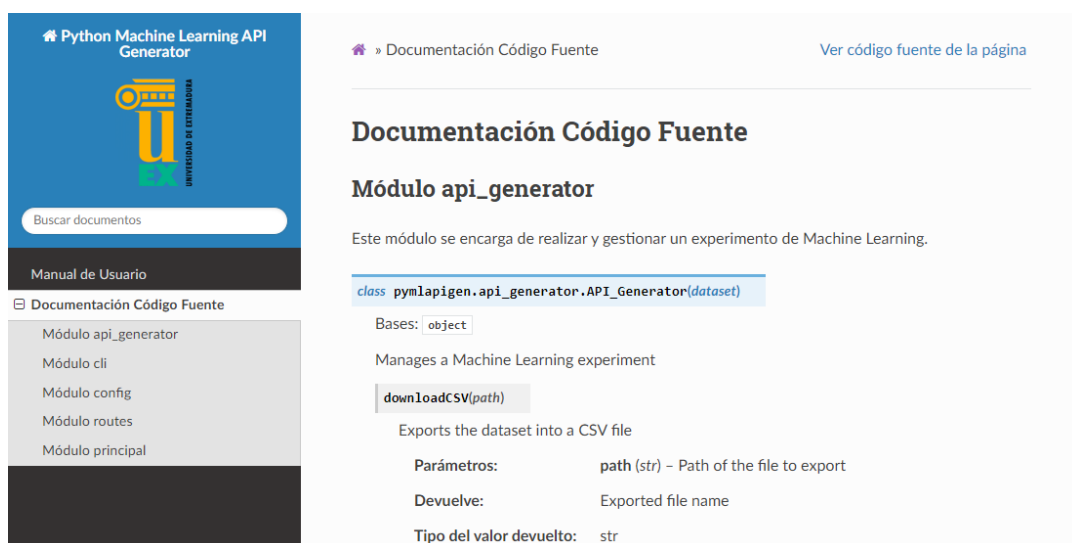 Python Machine Learning API
Generator
UEX
UNIVERSIDAD DE EXTREMADURA
Buscar documentos
Manual de Usuario
Documentación Código Fuente
Módulo api_generator
Módulo cli
Módulo config
Módulo routes
Módulo principal
» Documentación Código Fuente
Ver código fuente de la página
Documentación Código Fuente
Módulo api_generator
Este módulo se encarga de realizar y gestionar un experimento de Machine Learning.
class pymlapigen.api_generator.API_Generator(dataset)
Bases: object
Manages a Machine Learning experiment
downloadCSV(path)
Exports the dataset into a CSV file
Parámetros: path (str) – Path of the file to export
Devuelve: Exported file name
Tipo del valor devuelto: str